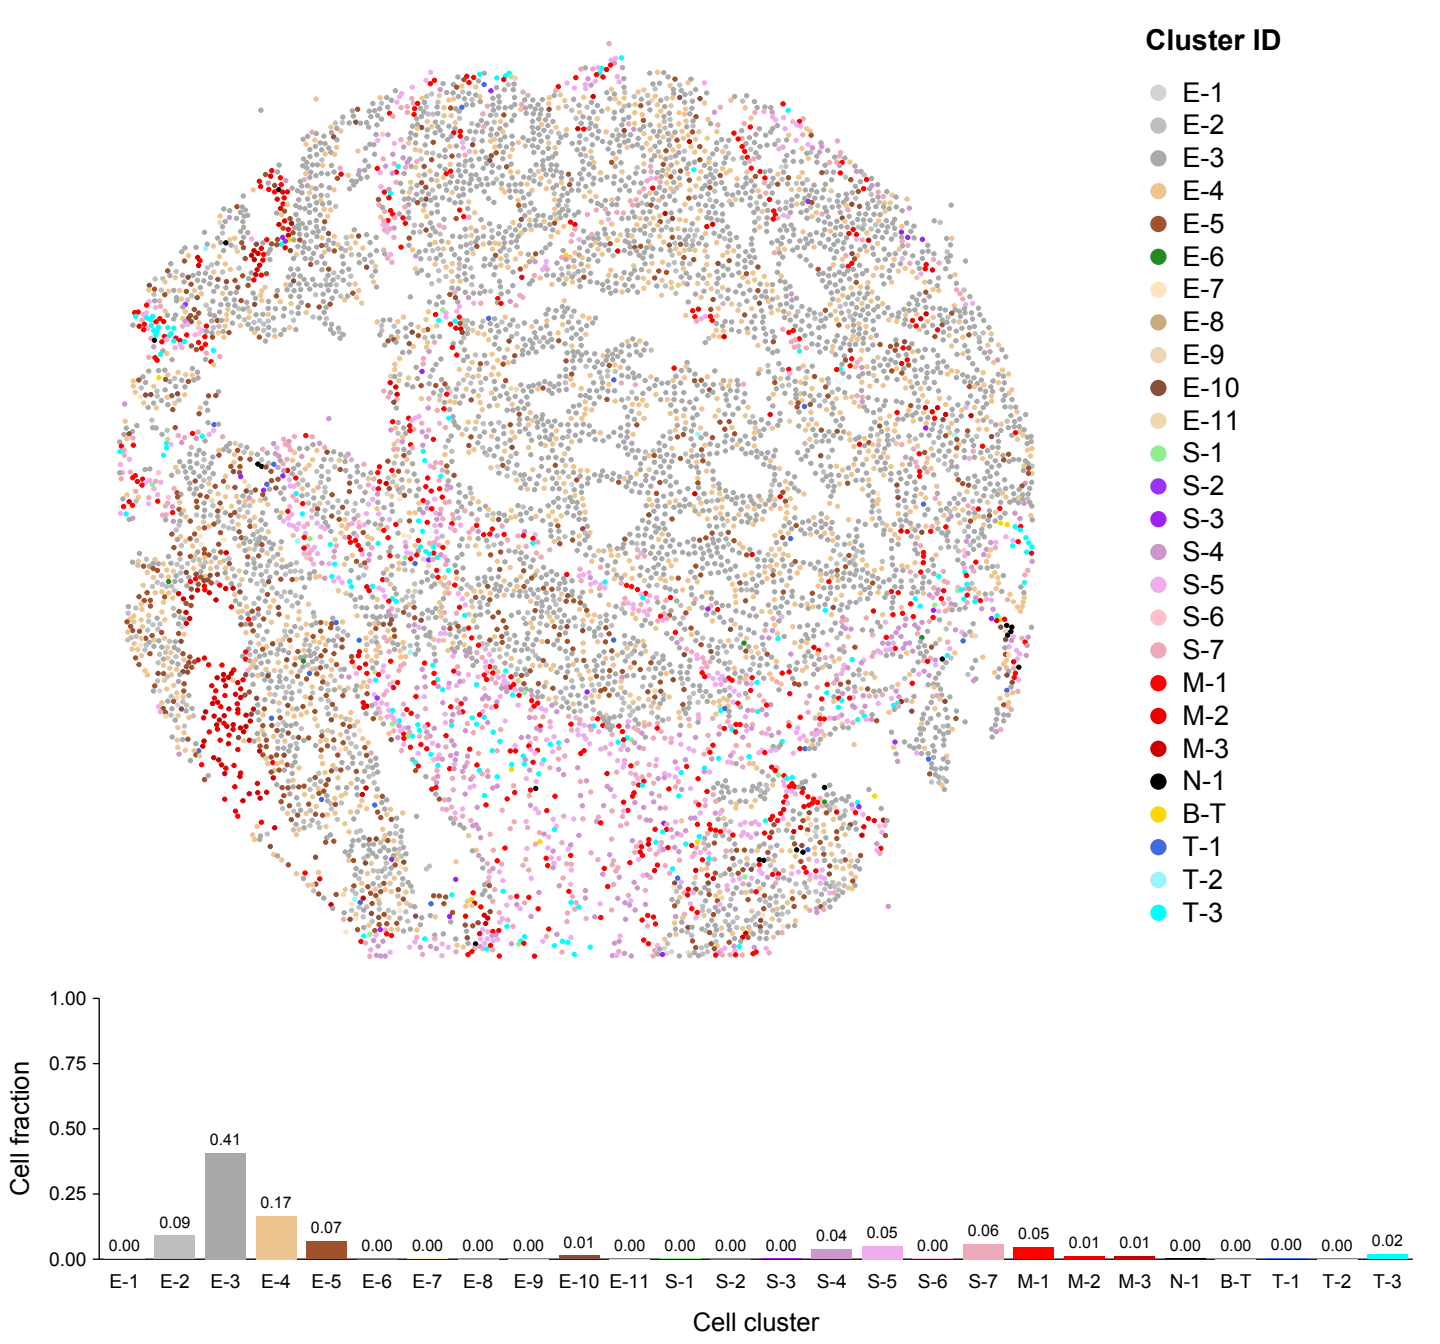 Cluster ID
E-1
E-2
E-3
E-4
E-5
E-6
E-7
E-8
E-9
E-10
E-11
S-1
S-2
S-3
S-4
S-5
S-6
S-7
M-1
M-2
M-3
N-1
B-T
T-1
T-2
T-3
1.00
0.75
0.50
0.25
0.00
Cell fraction
0.00 0.09 0.41 0.17 0.07 0.00 0.00 0.00 0.00 0.01 0.00 0.00 0.00 0.00 0.04 0.05 0.00 0.06 0.05 0.01 0.01 0.00 0.00 0.00 0.00 0.02
E-1 E-2 E-3 E-4 E-5 E-6 E-7 E-8 E-9 E-10 E-11 S-1 S-2 S-3 S-4 S-5 S-6 S-7 M-1 M-2 M-3 N-1 B-T T-1 T-2 T-3
Cell cluster